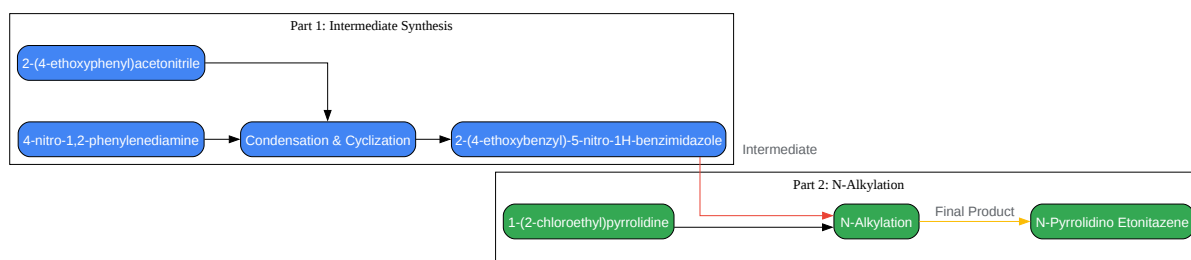 Part 1: Intermediate Synthesis
2-(4-ethoxyphenyl)acetonitrile
4-nitro-1,2-phenylenediamine
Condensation & Cyclization
2-(4-ethoxybenzyl)-5-nitro-1H-benzimidazole
Intermediate
Part 2: N-Alkylation
1-(2-chloroethyl)pyrrolidine
N-Alkylation
Final Product
N-Pyrrolidino Etonitazene